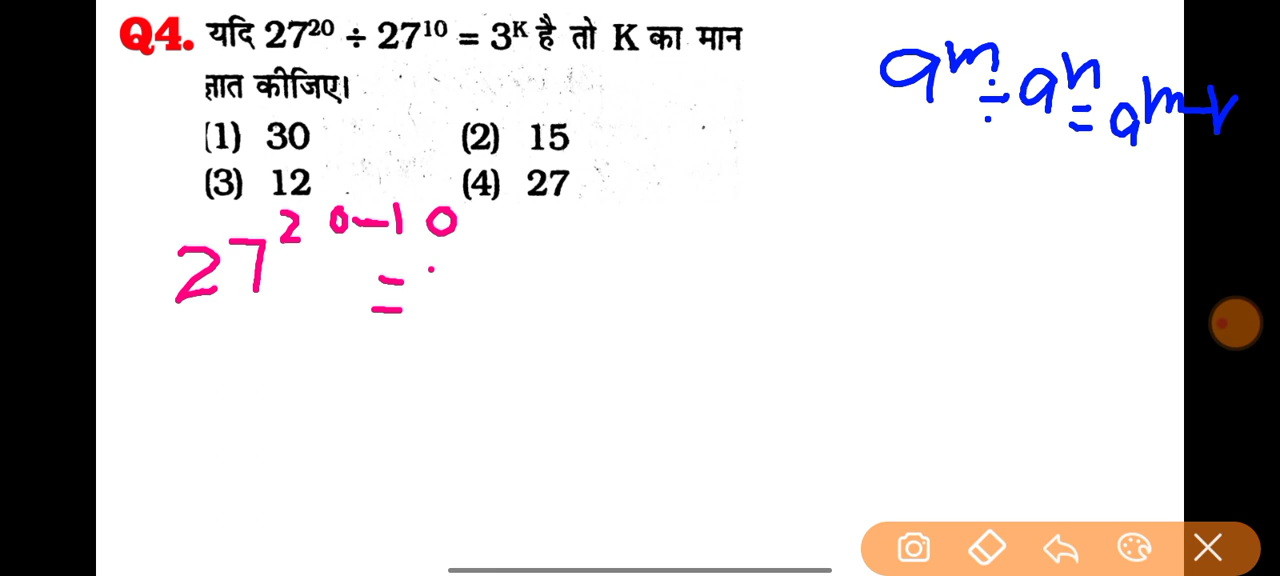 Q4. यदि 27²⁰ ÷ 27¹⁰ = 3ᴷ है तो K का मान
ज्ञात कीजिए।
(1) 30 (2) 15
(3) 12 (4) 27
aᵐ ÷ aⁿ = aᵐ⁻
27²⁰⁻¹⁰ =